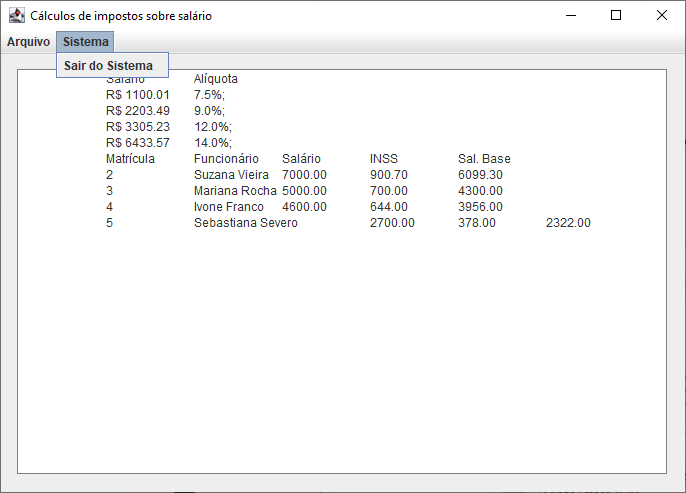 Cálculos de impostos sobre salário
Arquivo Sistema
Sair do Sistema
Salário Alíquota
R$ 1100.01 7.5%;
R$ 2203.49 9.0%;
R$ 3305.23 12.0%;
R$ 6433.57 14.0%;
Matrícula Funcionário Salário INSS Sal. Base
2 Suzana Vieira 7000.00 900.70 6099.30
3 Mariana Rocha 5000.00 700.00 4300.00
4 Ivone Franco 4600.00 644.00 3956.00
5 Sebastiana Severo 2700.00 378.00 2322.00